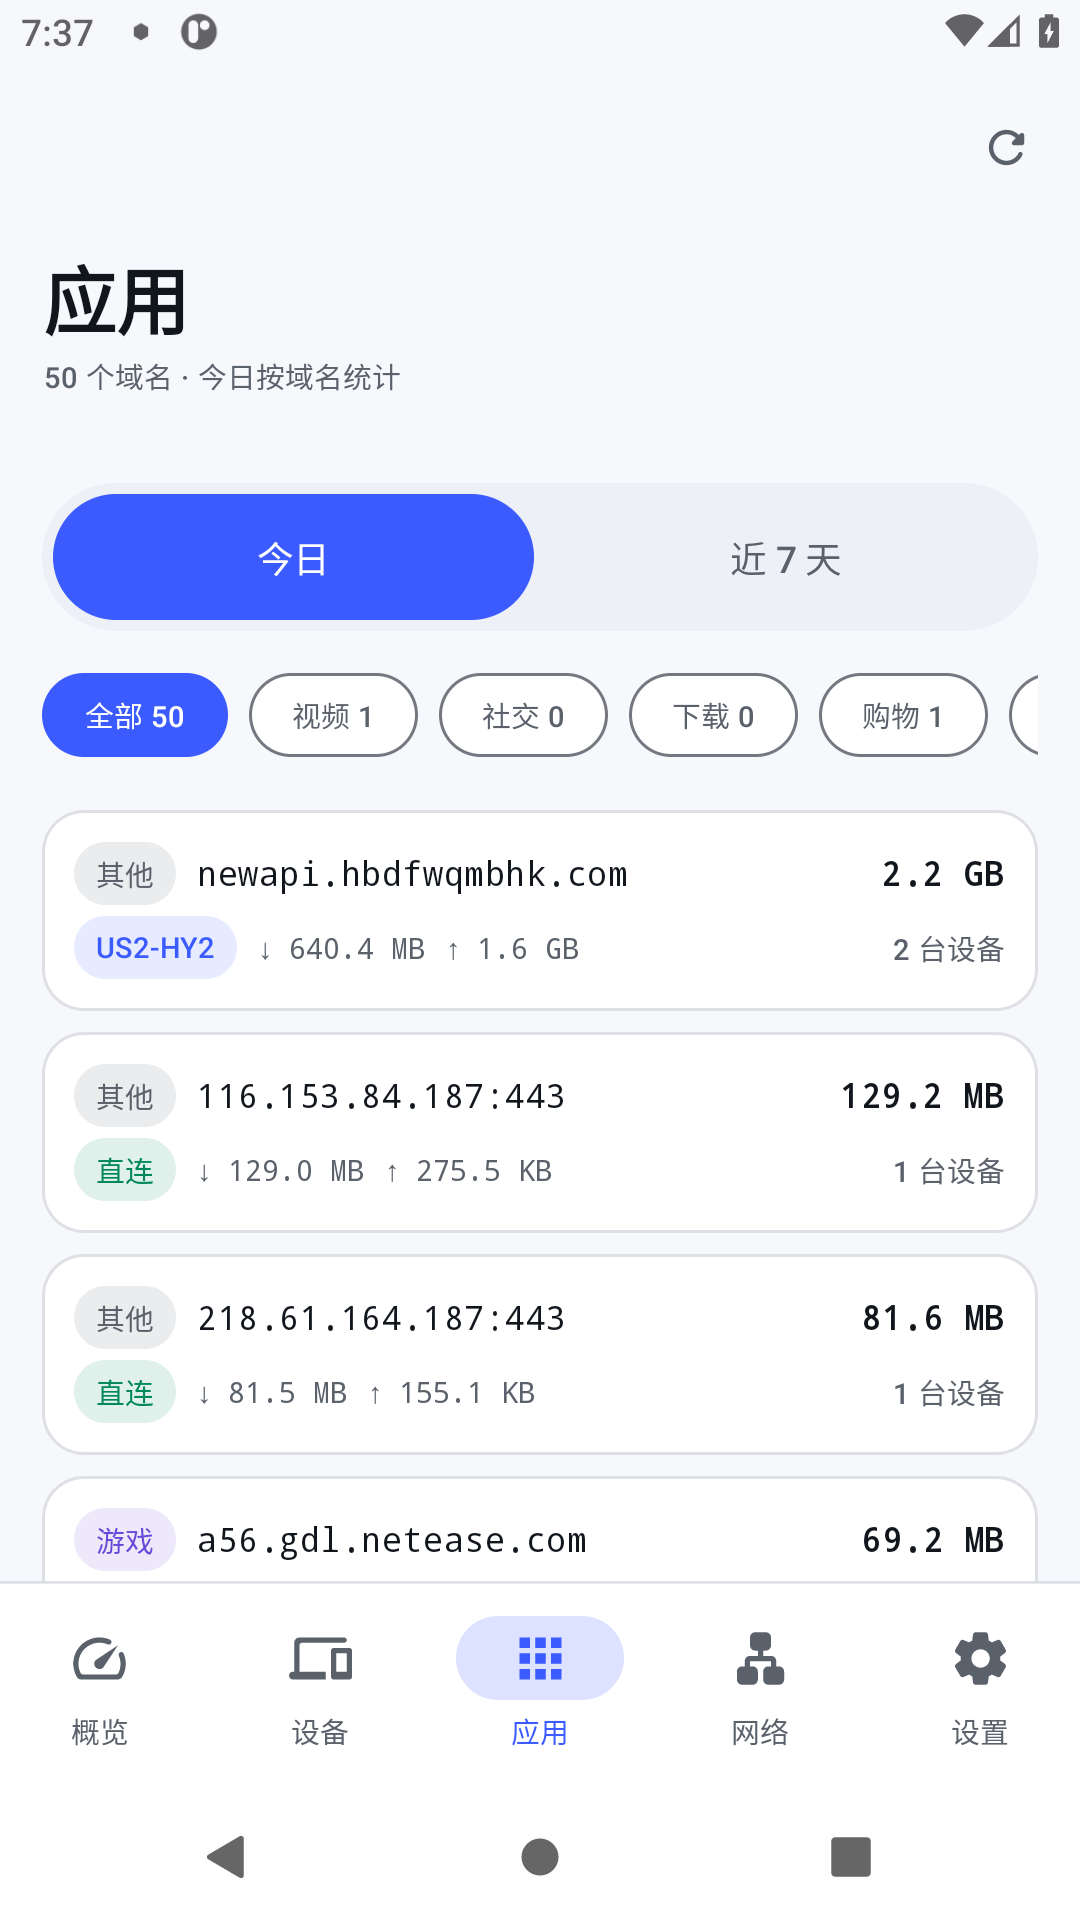 7:37
应用
50 个域名 · 今日按域名统计
今日
近 7 天
全部 50
视频 1
社交 0
下载 0
购物 1
其他 newapi.hbdfwqmbhk.com 2.2 GB
US2-HY2 ↓ 640.4 MB ↑ 1.6 GB 2 台设备
其他 116.153.84.187:443 129.2 MB
直连 ↓ 129.0 MB ↑ 275.5 KB 1 台设备
其他 218.61.164.187:443 81.6 MB
直连 ↓ 81.5 MB ↑ 155.1 KB 1 台设备
游戏 a56.gdl.netease.com 69.2 MB
概览
设备
应用
网络
设置